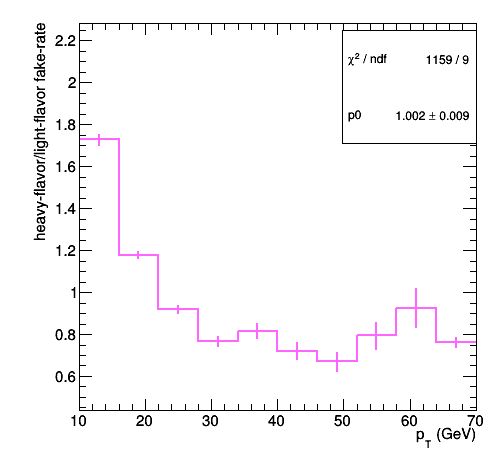 heavy-flavor/light-flavor fake-rate
2.2
2
1.8
1.6
1.4
1.2
1
0.8
0.6
χ² / ndf 1159 / 9
p0 1.002 ± 0.009
10 20 30 40 50 60 70
p_T (GeV)